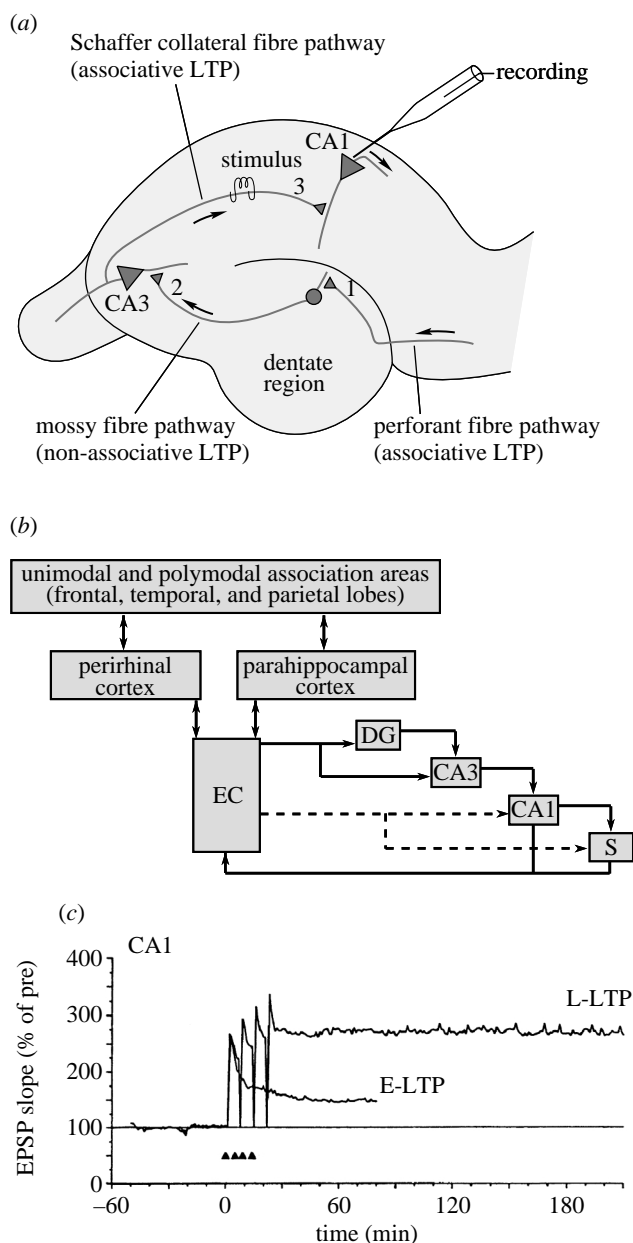 (a)
Schaffer collateral fibre pathway
(associative LTP)
recording
CA1
stimulus
3
CA3
2
1
dentate
region
mossy fibre pathway
(non-associative LTP)
perforant fibre pathway
(associative LTP)
(b)
unimodal and polymodal association areas
(frontal, temporal, and parietal lobes)
perirhinal
cortex
parahippocampal
cortex
DG
CA3
EC
CA1
S
(c)
CA1
400
300
200
100
0
EPSP slope (% of pre)
L-LTP
E-LTP
−60
0
60
120
180
time (min)